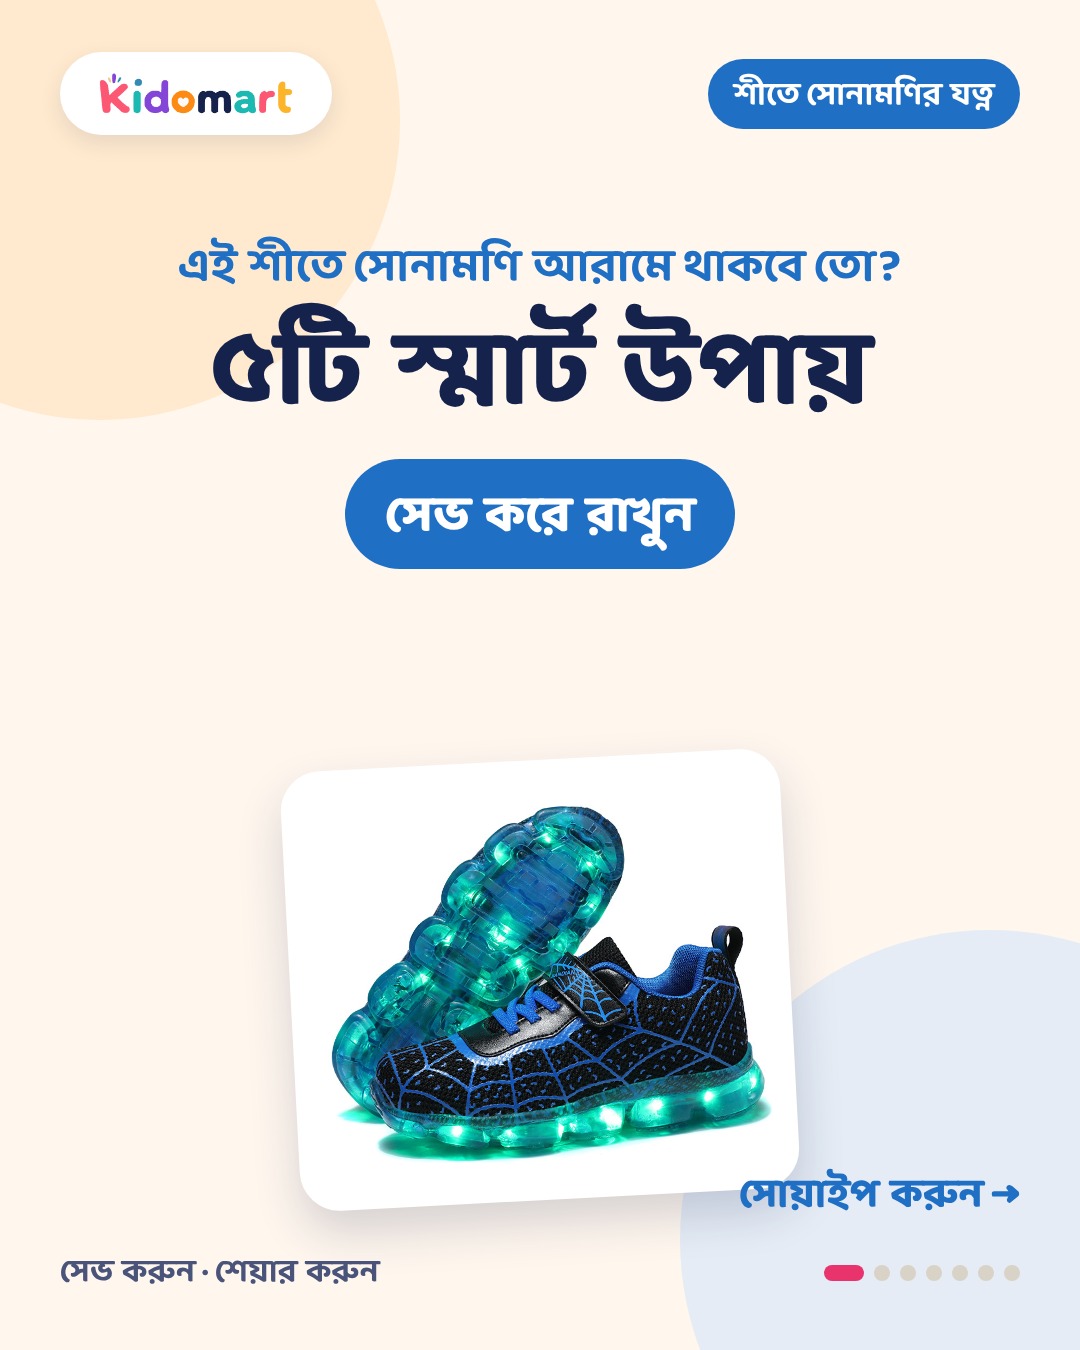 Kidomart
শীতে সোনামণির যত্ন
এই শীতে সোনামণি আরামে থাকবে তো?
৫টি স্মার্ট উপায়
সেভ করে রাখুন
সোয়াইপ করুন →
সেভ করুন · শেয়ার করুন